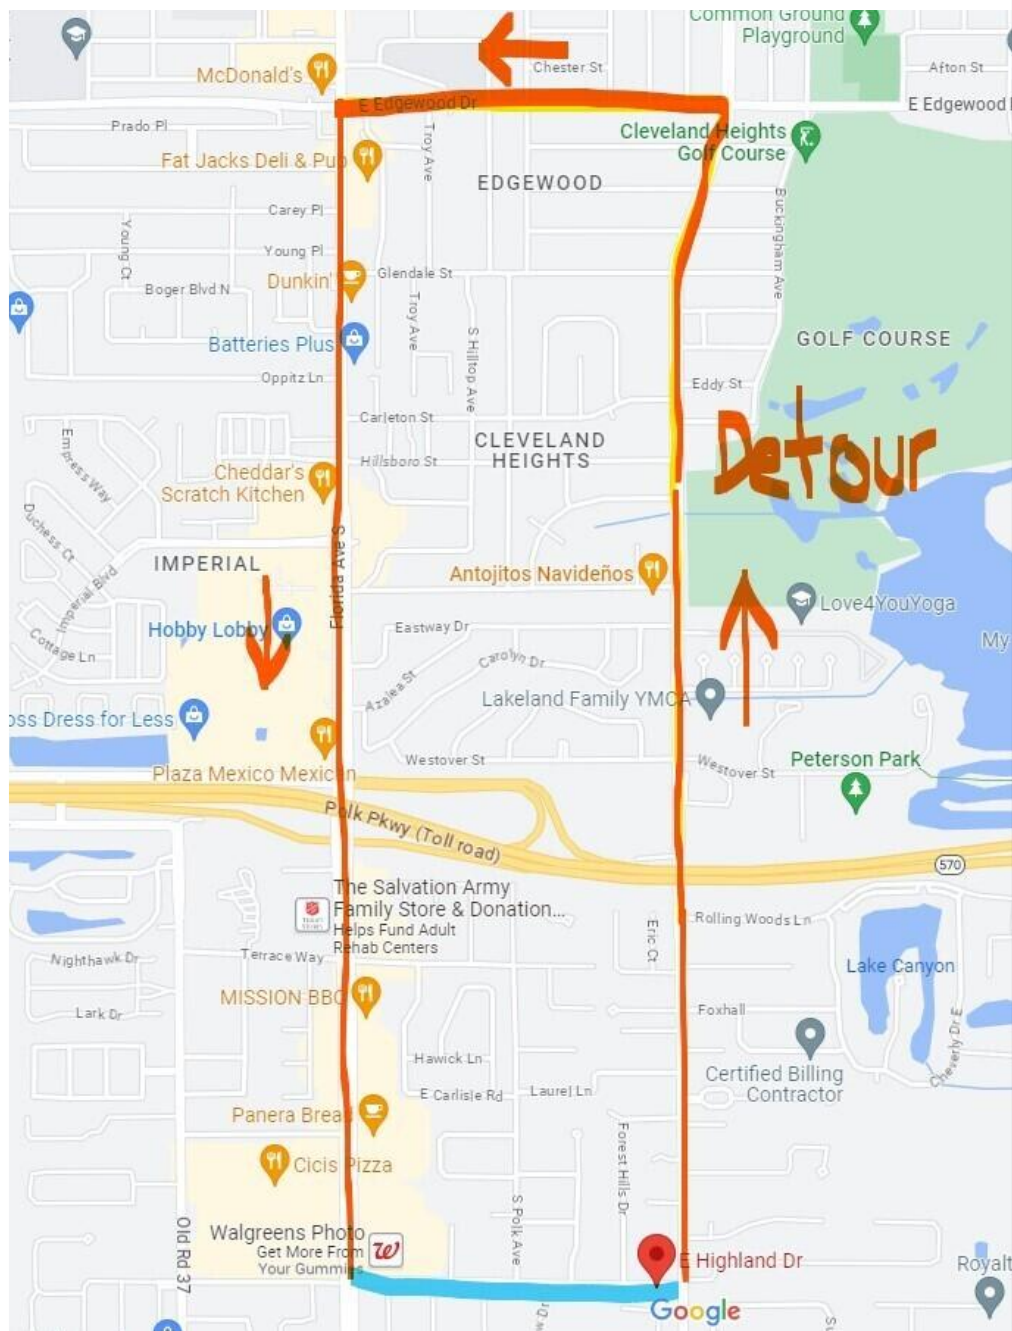 Common Ground
Playground
McDonald's
Chester St
Afton St
E Edgewood Dr
E Edgewood
Prado Pl
Cleveland Heights
Golf Course
Troy Ave
Fat Jacks Deli & Pub
EDGEWOOD
Carey Pl
Buckingham Ave
Young Ct
Young Pl
Glendale St
Dunkin'
Boger Blvd N
Troy Ave
S Hilltop Ave
GOLF COURSE
Batteries Plus
Oppitz Ln
Eddy St
Carleton St
Detour
CLEVELAND
HEIGHTS
Empress Way
Hillsboro St
Cheddar's
Scratch Kitchen
Duchess Ct
S Florida Ave
IMPERIAL
Antojitos Navideños
Imperial Blvd
Love4YouYoga
Hobby Lobby
Eastway Dr
Cottage Ln
Carolyn Dr
My
Azalea St
Lakeland Family YMCA
oss Dress for Less
Westover St
Westover St
Peterson Park
Plaza Mexico Mexican
Polk Pkwy (Toll road)
570
The Salvation Army
Family Store & Donation...
Helps Fund Adult
Rehab Centers
Rolling Woods Ln
Eric Ct
Nighthawk Dr
Terrace Way
Lake Canyon
MISSION BBQ
Lark Dr
Foxhall
Cheverly Dr E
Hawick Ln
Certified Billing
Contractor
E Carlisle Rd
Laurel Ln
Panera Bread
Forest Hills Dr
Cicis Pizza
S Polk Ave
Old Rd 37
Walgreens Photo
Get More From
Your Gummies
E Highland Dr
Royalt
Google